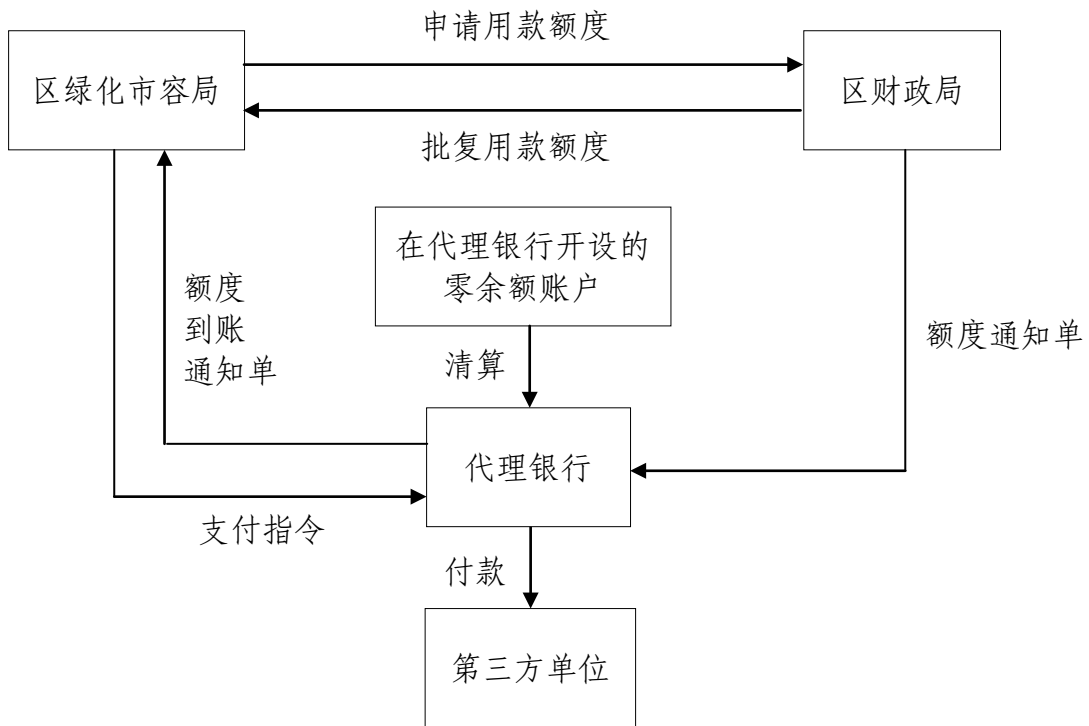 申请用款额度
区绿化市容局
区财政局
批复用款额度
在代理银行开设的
零余额账户
额度
到账
通知单
额度通知单
清算
代理银行
支付指令
付款
第三方单位